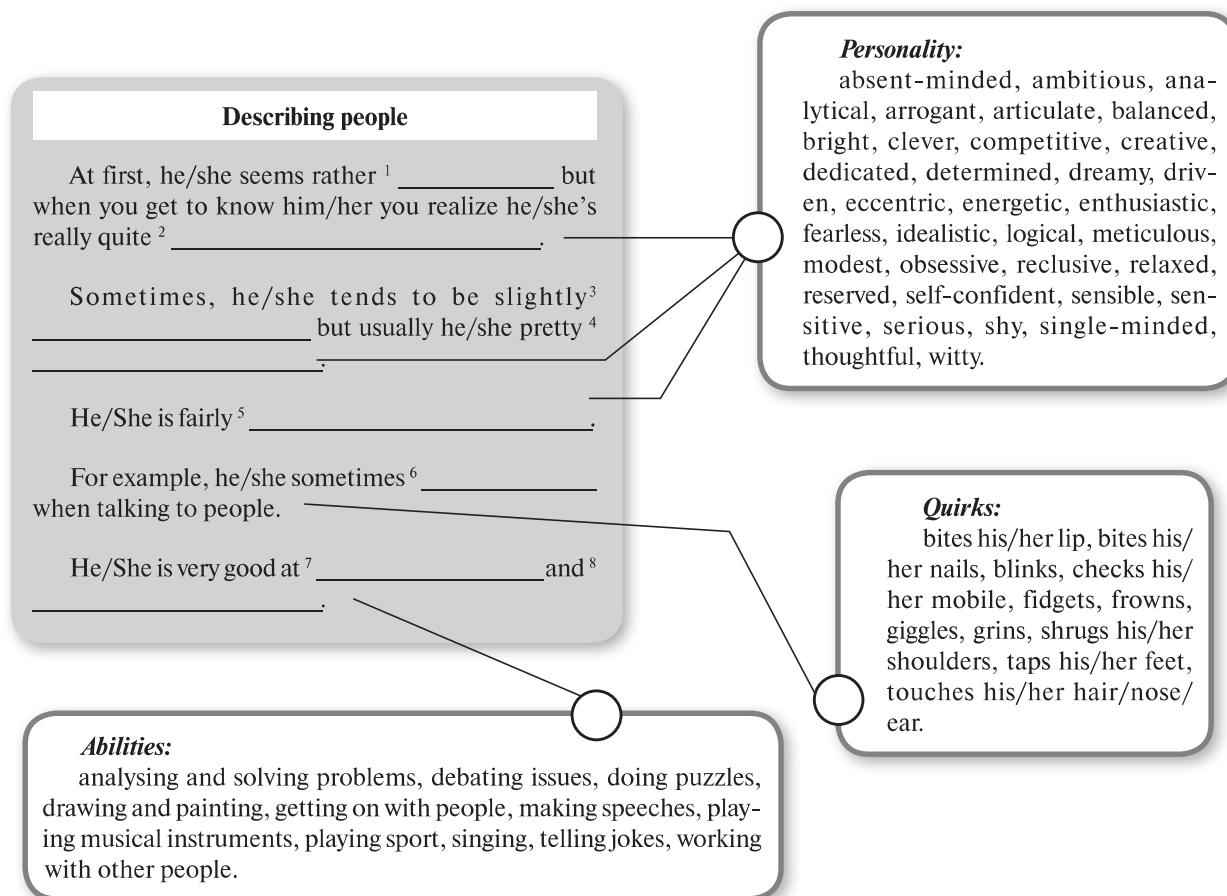 Describing people
At first, he/she seems rather 1 ____________ but
when you get to know him/her you realize he/she's
really quite 2 ____________________________.
Sometimes, he/she tends to be slightly3
_____________________ but usually he/she pretty 4
______________________.
He/She is fairly 5 __________________________.
For example, he/she sometimes 6 _____________
when talking to people.
He/She is very good at 7 _________________and 8
______________________.
Personality:
absent-minded, ambitious, ana-
lytical, arrogant, articulate, balanced,
bright, clever, competitive, creative,
dedicated, determined, dreamy, driv-
en, eccentric, energetic, enthusiastic,
fearless, idealistic, logical, meticulous,
modest, obsessive, reclusive, relaxed,
reserved, self-confident, sensible, sen-
sitive, serious, shy, single-minded,
thoughtful, witty.
Quirks:
bites his/her lip, bites his/
her nails, blinks, checks his/
her mobile, fidgets, frowns,
giggles, grins, shrugs his/her
shoulders, taps his/her feet,
touches his/her hair/nose/
ear.
Abilities:
analysing and solving problems, debating issues, doing puzzles,
drawing and painting, getting on with people, making speeches, play-
ing musical instruments, playing sport, singing, telling jokes, working
with other people.